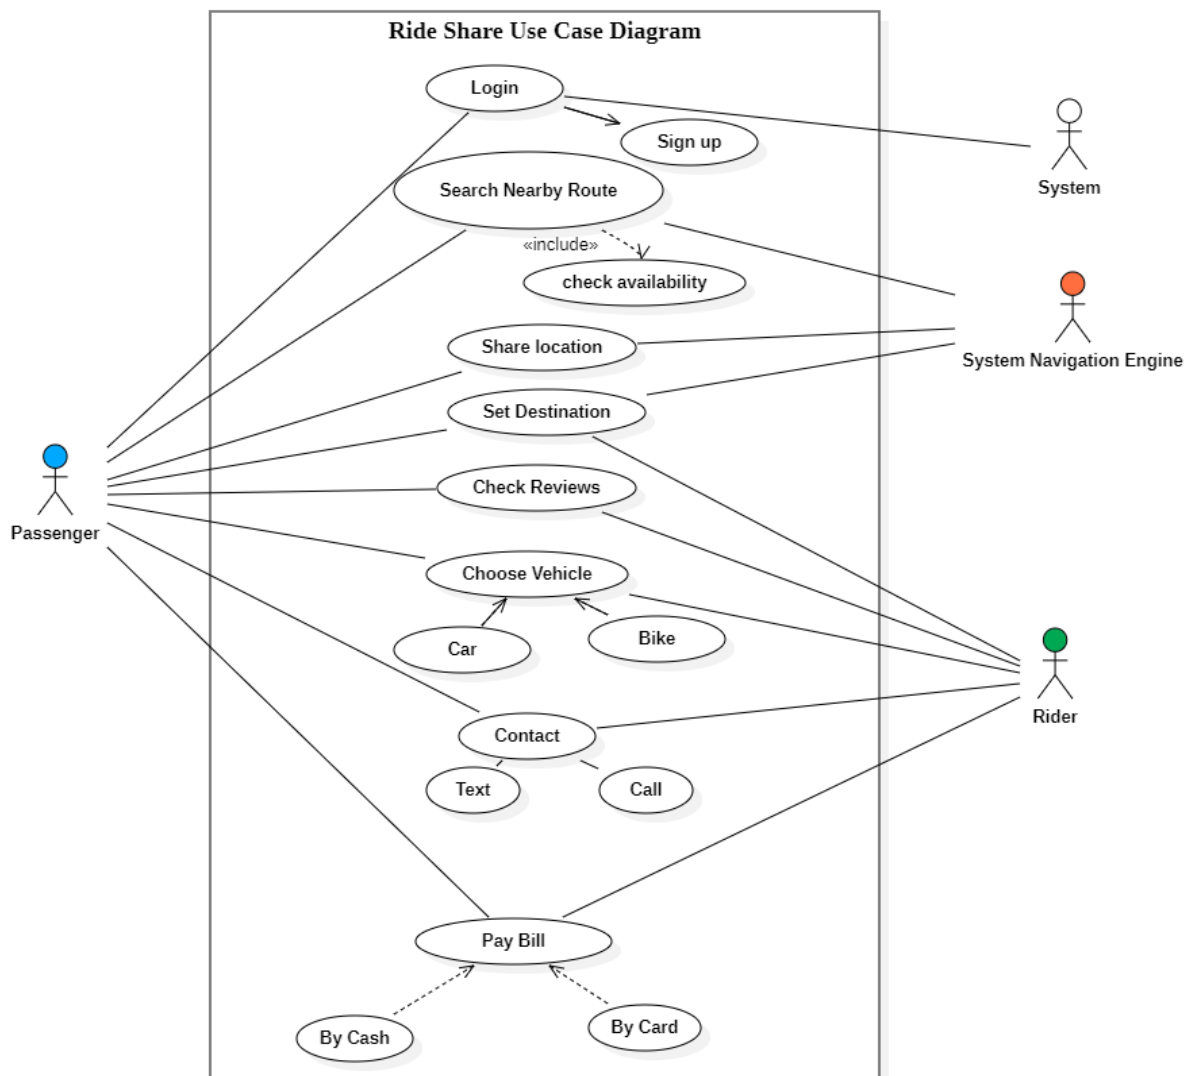 Ride Share Use Case Diagram
Login
Sign up
System
Search Nearby Route
«include»
check availability
Share location
System Navigation Engine
Set Destination
Check Reviews
Passenger
Choose Vehicle
Car
Bike
Rider
Contact
Text
Call
Pay Bill
By Cash
By Card